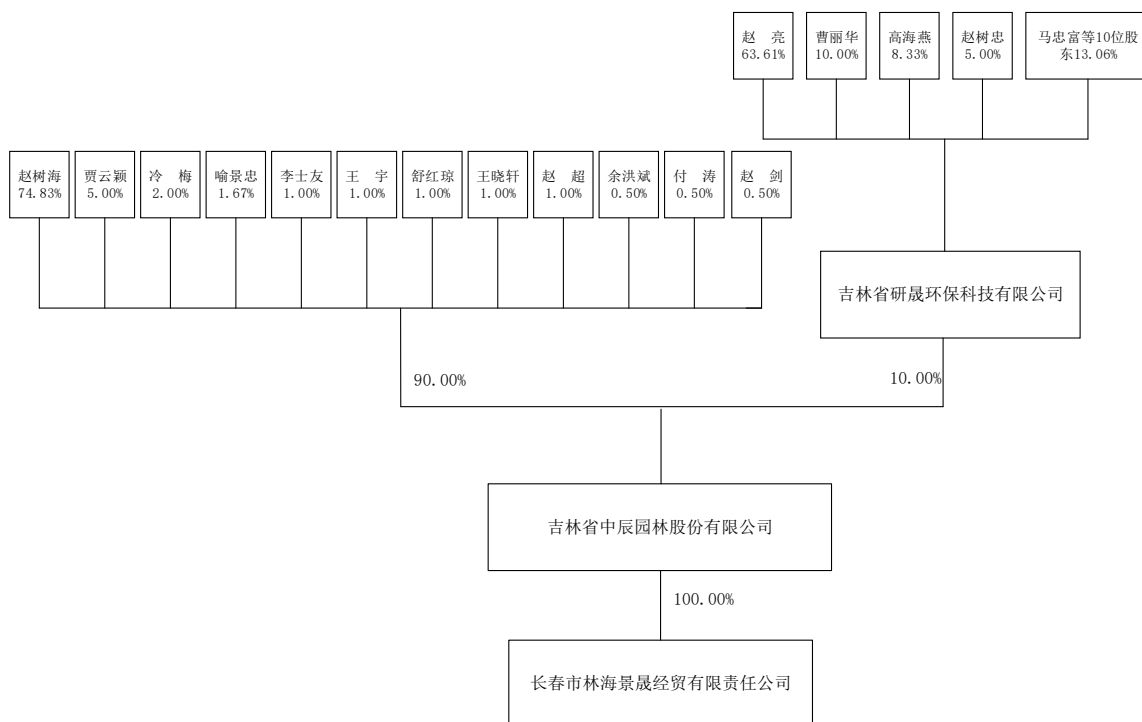 赵　亮
63.61%
曹丽华
10.00%
高海燕
8.33%
赵树忠
5.00%
马忠富等10位股
东13.06%
赵树海
74.83%
贾云颖
5.00%
冷　梅
2.00%
喻景忠
1.67%
李士友
1.00%
王　宇
1.00%
舒红琼
1.00%
王晓轩
1.00%
赵　超
1.00%
余洪斌
0.50%
付　涛
0.50%
赵　剑
0.50%
吉林省研晟环保科技有限公司
90.00%
10.00%
吉林省中辰园林股份有限公司
100.00%
长春市林海景晟经贸有限责任公司